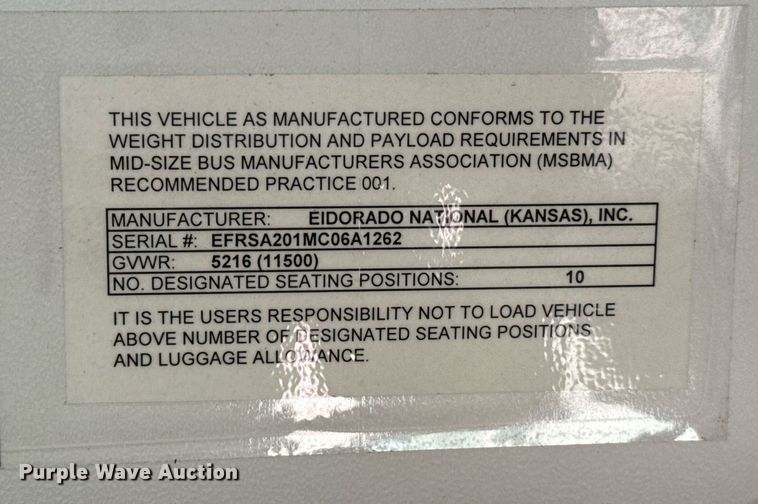 THIS VEHICLE AS MANUFACTURED CONFORMS TO THE
WEIGHT DISTRIBUTION AND PAYLOAD REQUIREMENTS IN
MID-SIZE BUS MANUFACTURERS ASSOCIATION (MSBMA)
RECOMMENDED PRACTICE 001.
MANUFACTURER: EIDORADO NATIONAL (KANSAS), INC.
SERIAL #: EFRSA201MC06A1262
GVWR: 5216 (11500)
NO. DESIGNATED SEATING POSITIONS: 10
IT IS THE USERS RESPONSIBILITY NOT TO LOAD VEHICLE
ABOVE NUMBER OF DESIGNATED SEATING POSITIONS
AND LUGGAGE ALLOWANCE.
Purple Wave Auction